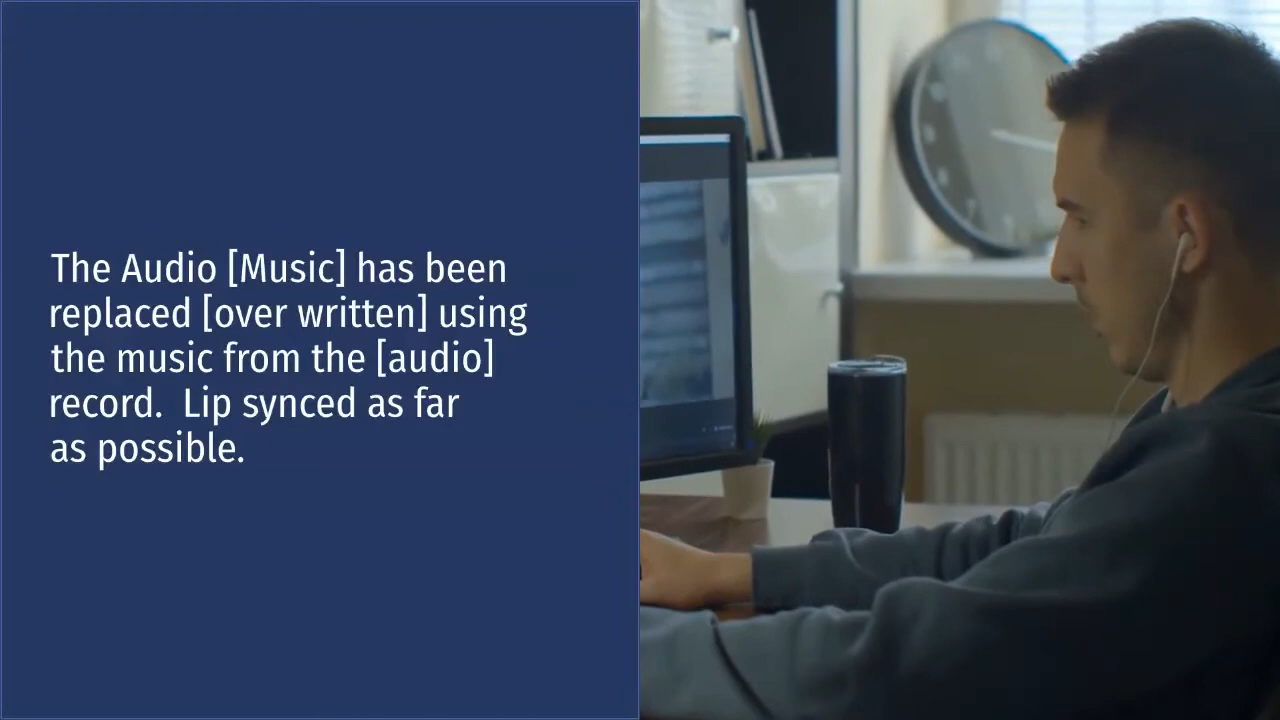 The Audio [Music] has been
replaced [over written] using
the music from the [audio]
record.  Lip synced as far
as possible.